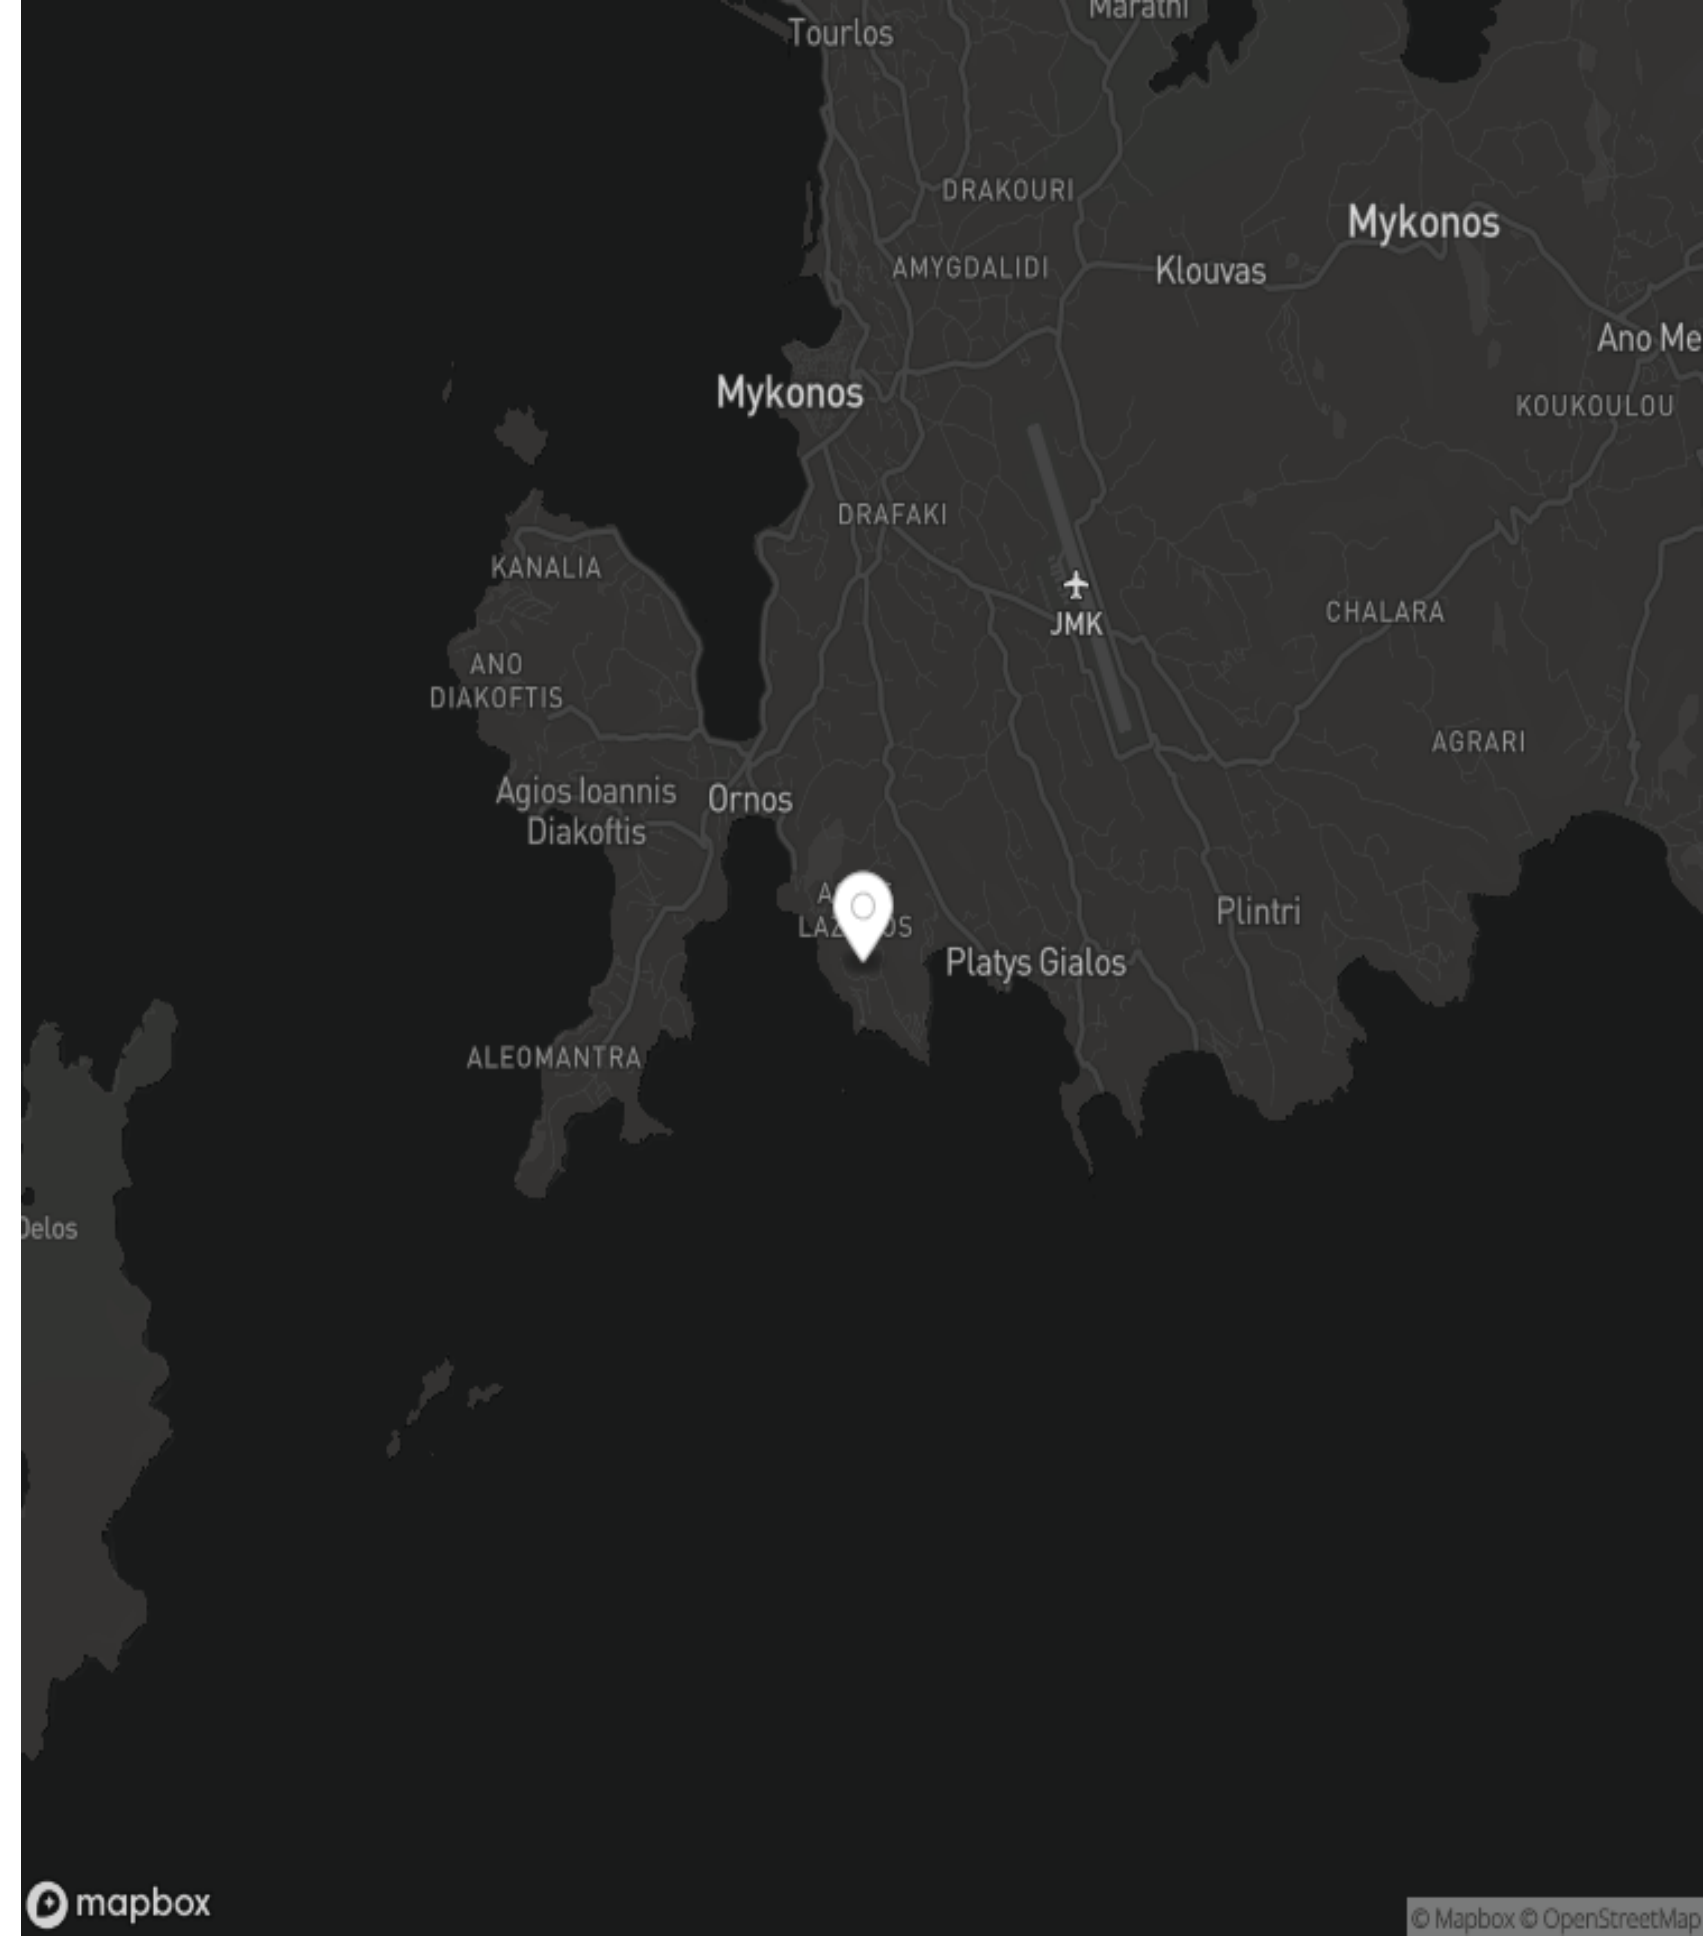 Marathi
Tourlos
DRAKOURI
Mykonos
AMYGDALIDI
Klouvas
Ano Me
Mykonos
KOUKOULOU
DRAFAKI
KANALIA
JMK
CHALARA
ANO
DIAKOFTIS
AGRARI
Agios Ioannis
Diakoftis
Ornos
Plintri
Platys Gialos
ALEOMANTRA
Delos
mapbox
© Mapbox © OpenStreetMap